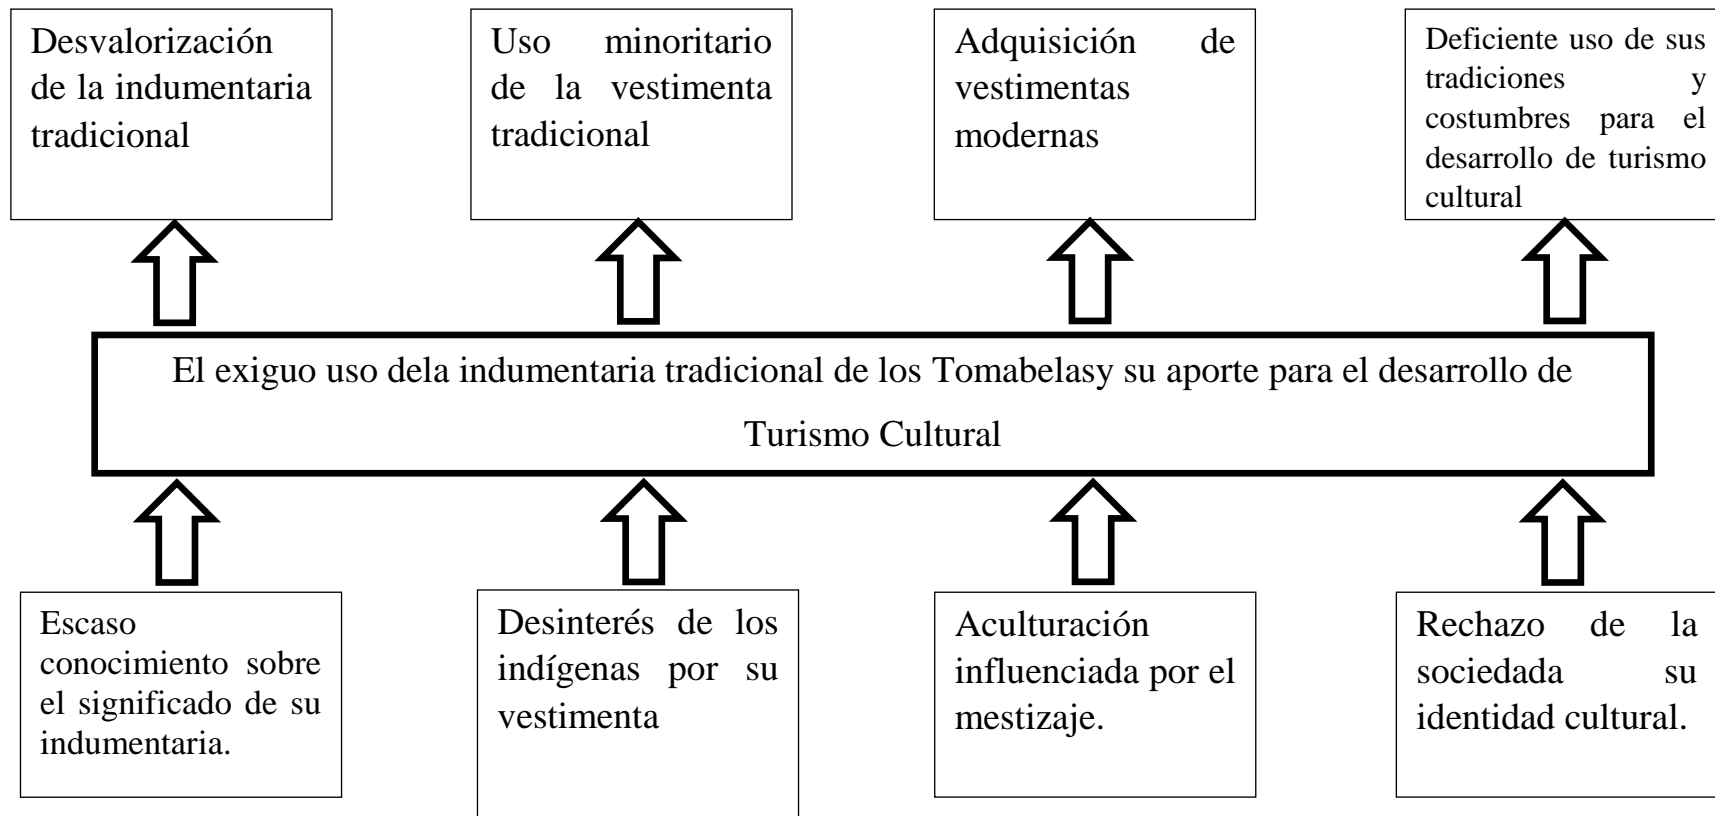 Desvalorización
de la indumentaria
tradicional
Uso minoritario
de la vestimenta
tradicional
Adquisición de
vestimentas
modernas
Deficiente uso de sus
tradiciones y
costumbres para el
desarrollo de turismo
cultural
El exiguo uso dela indumentaria tradicional de los Tomabelasy su aporte para el desarrollo de
Turismo Cultural
Escaso
conocimiento sobre
el significado de su
indumentaria.
Desinterés de los
indígenas por su
vestimenta
Aculturación
influenciada por el
mestizaje.
Rechazo de la
sociedada su
identidad cultural.